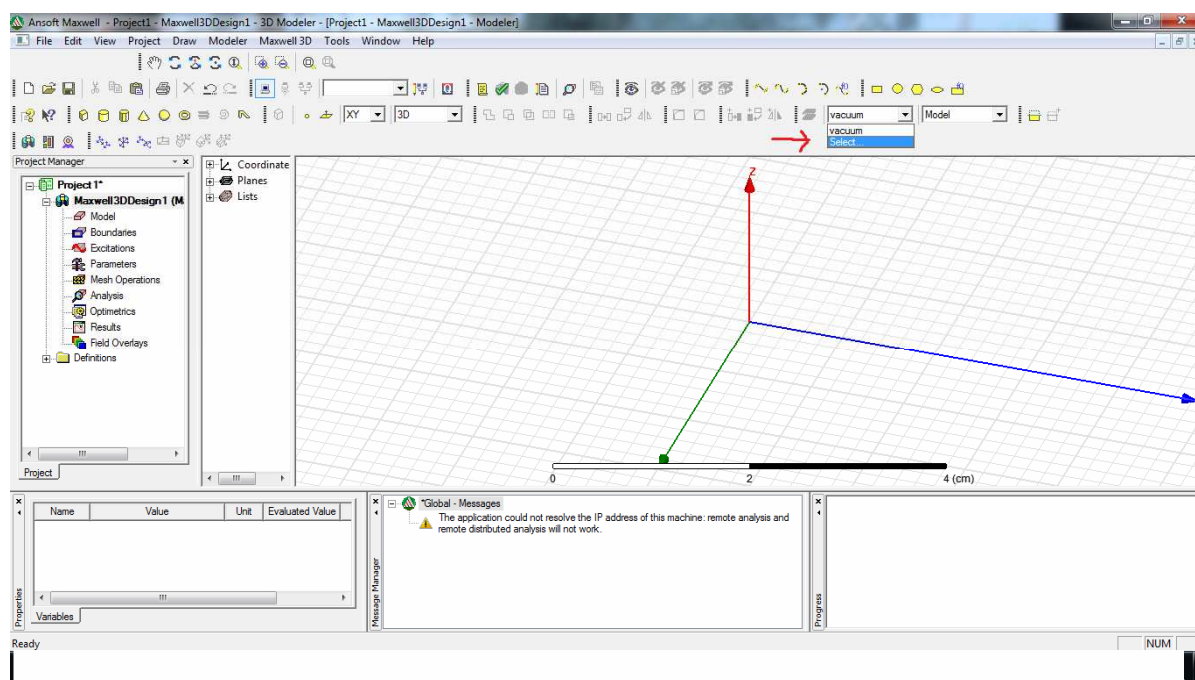 Ansoft Maxwell - Project1 - Maxwell3DDesign1 - 3D Modeler - [Project1 - Maxwell3DDesign1 - Modeler]
File Edit View Project Draw Modeler Maxwell 3D Tools Window Help
XY 3D vacuum Model
vacuum
Select...
Project Manager
Project1*
Maxwell3DDesign1 (M
Model
Boundaries
Excitations
Parameters
Mesh Operations
Analysis
Optimetrics
Results
Field Overlays
Definitions
Project
Coordinate
Planes
Lists
Z
0 2 4 (cm)
Name Value Unit Evaluated Value
Variables
Properties
*Global - Messages
The application could not resolve the IP address of this machine: remote analysis and
remote distributed analysis will not work.
Message Manager
Progress
Ready
NUM